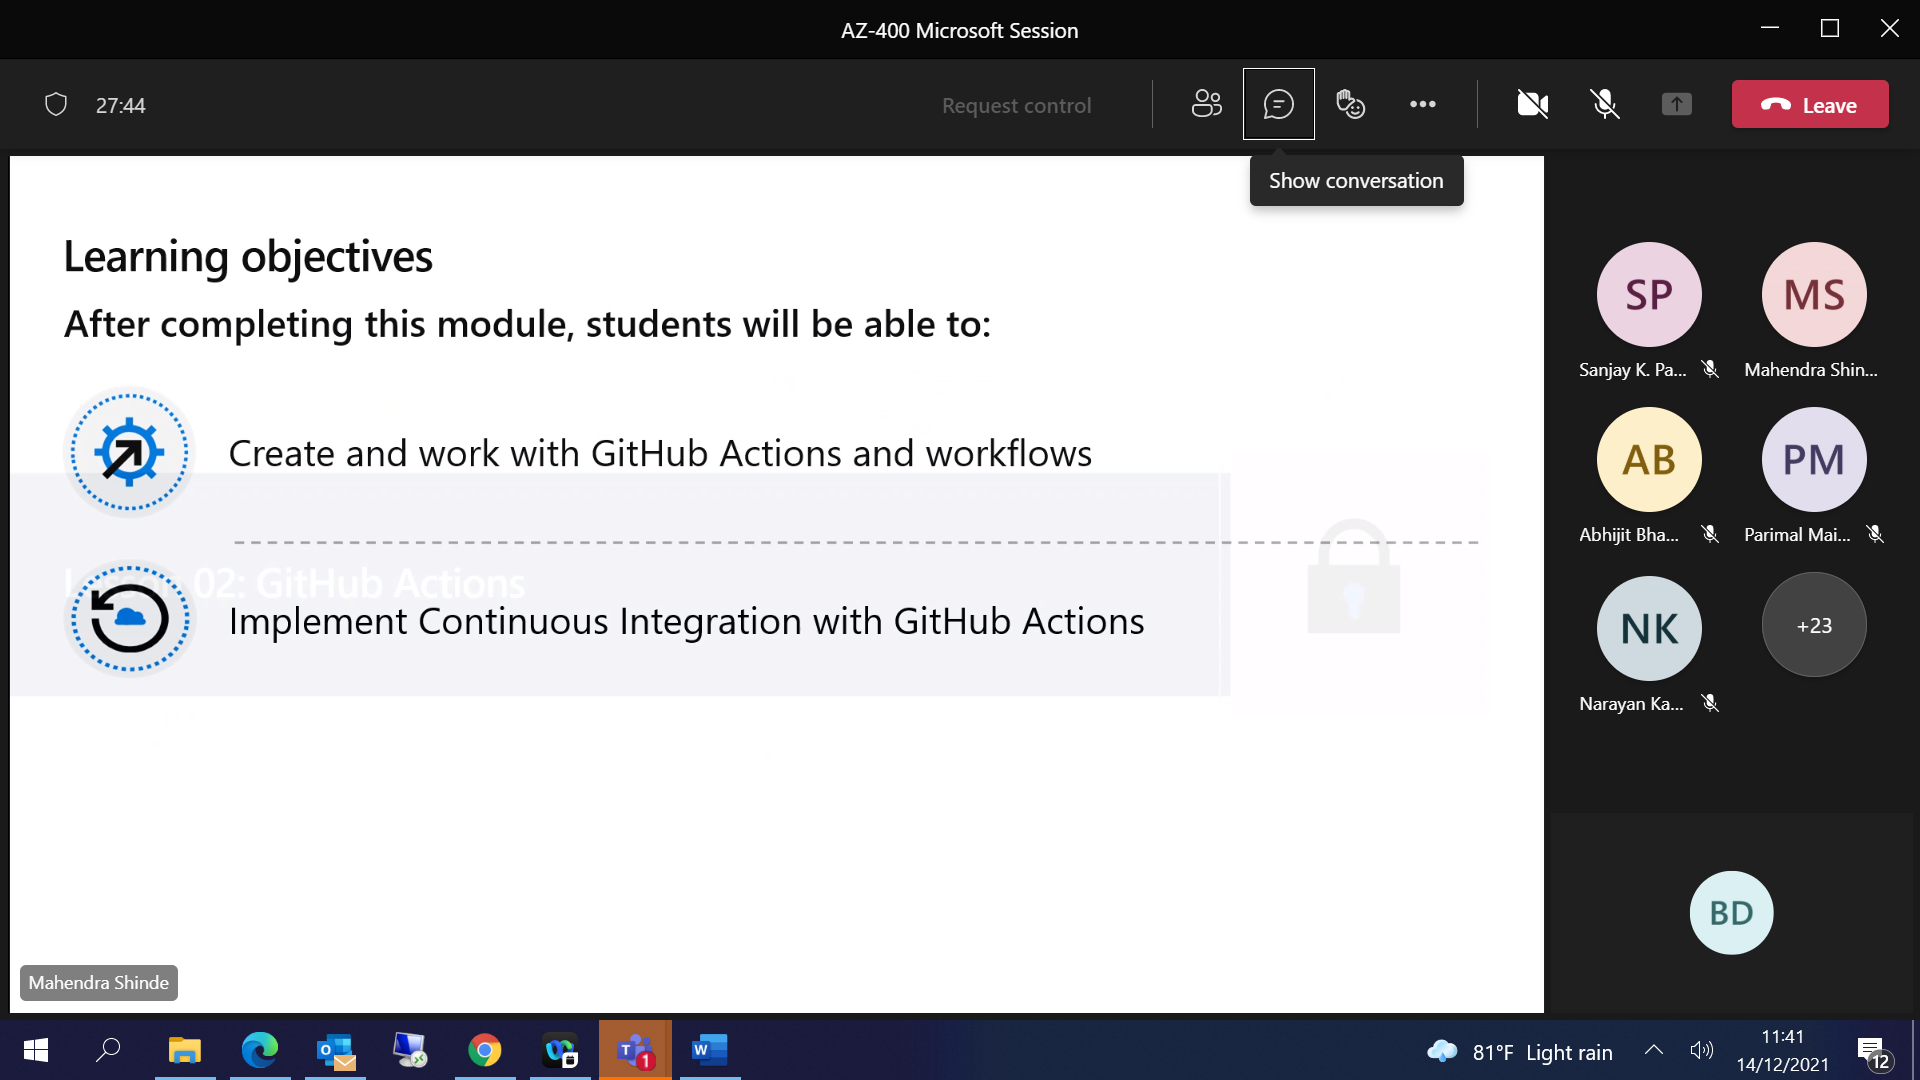 AZ-400 Microsoft Session
27:44
Request control
Leave
Show conversation
Learning objectives
After completing this module, students will be able to:
Create and work with GitHub Actions and workflows
02: GitHub Actions
Implement Continuous Integration with GitHub Actions
Mahendra Shinde
SP
MS
Sanjay K. Pa...
Mahendra Shin...
AB
PM
Abhijit Bha...
Parimal Mai...
NK
+23
Narayan Ka...
BD
81°F Light rain
11:41
14/12/2021
12
1